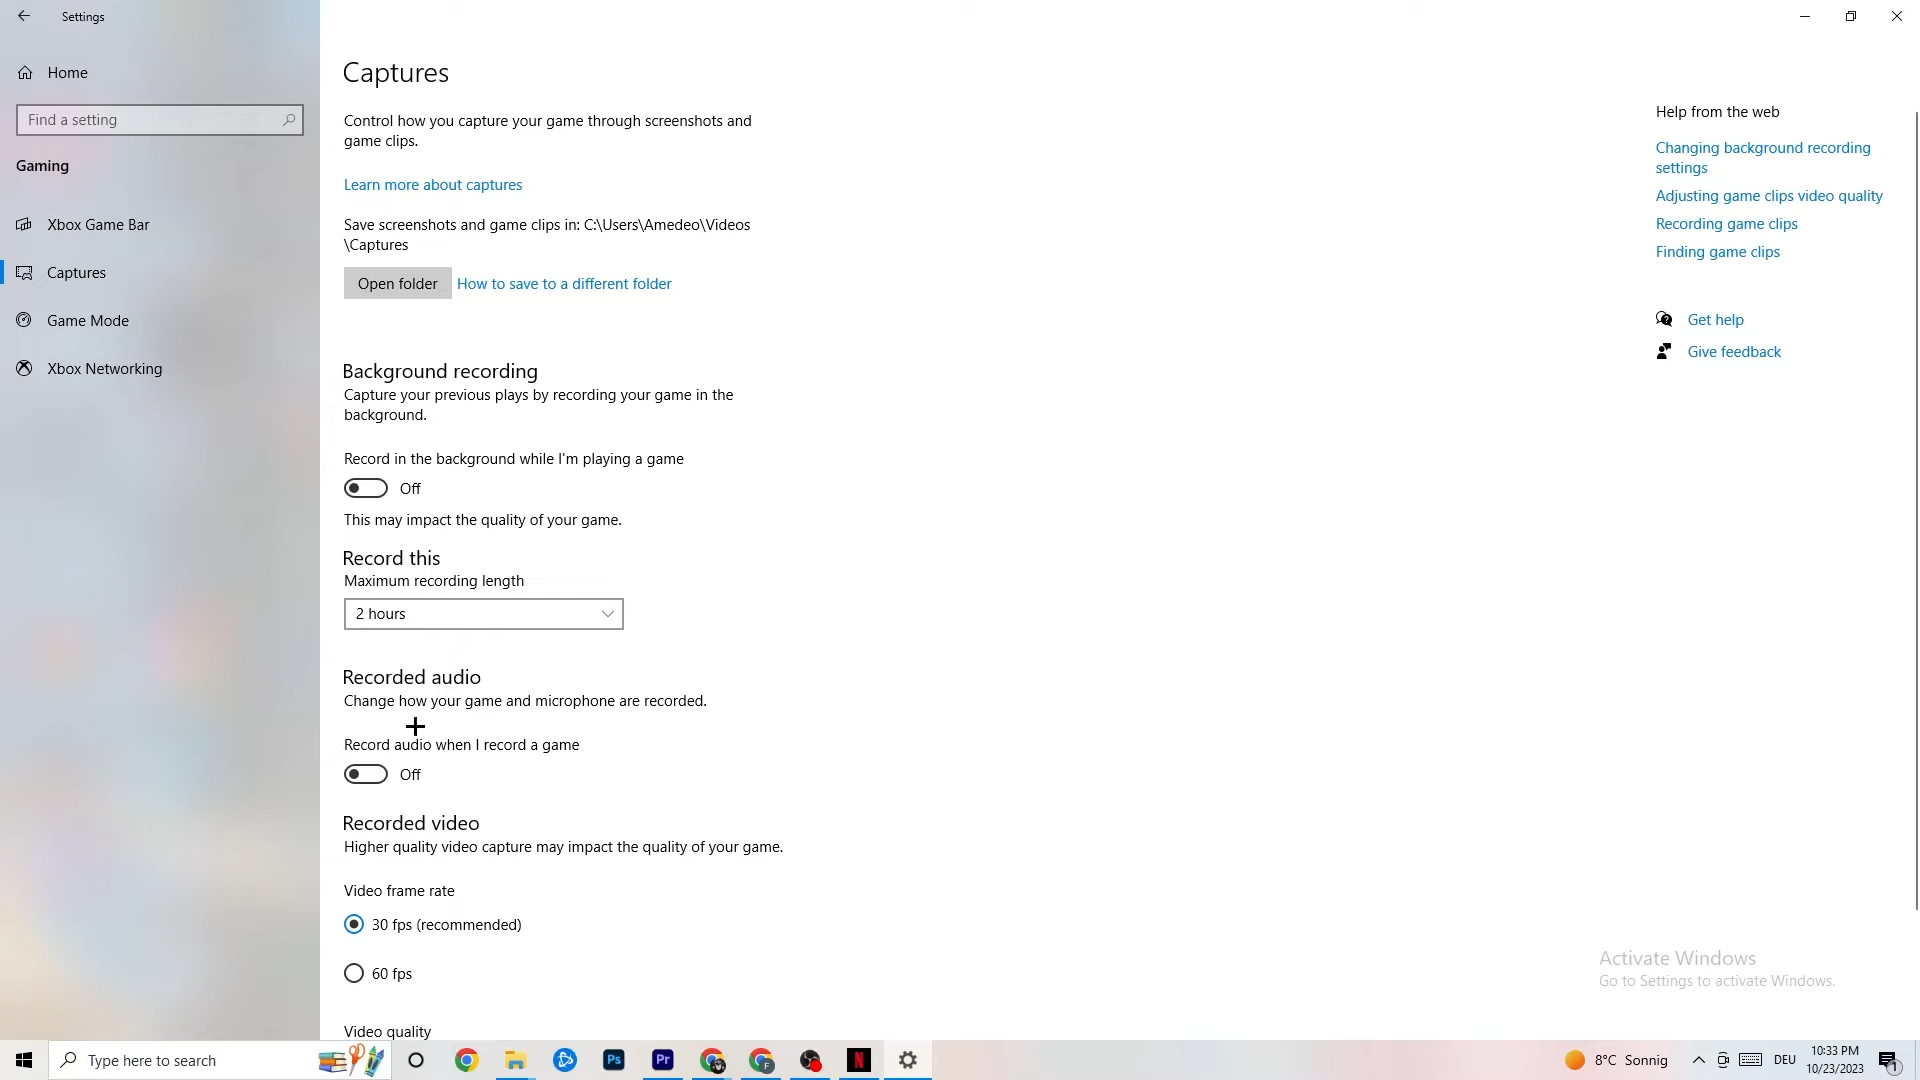 Settings
Home
Find a setting
Gaming
Xbox Game Bar
Captures
Game Mode
Xbox Networking
Captures
Control how you capture your game through screenshots and
game clips.
Learn more about captures
Save screenshots and game clips in: C:\Users\Amedeo\Videos
\Captures
Open folder
How to save to a different folder
Background recording
Capture your previous plays by recording your game in the
background.
Record in the background while I'm playing a game
Off
This may impact the quality of your game.
Record this
Maximum recording length
2 hours
Recorded audio
Change how your game and microphone are recorded.
Record audio when I record a game
Off
Recorded video
Higher quality video capture may impact the quality of your game.
Video frame rate
30 fps (recommended)
60 fps
Video quality
Help from the web
Changing background recording
settings
Adjusting game clips video quality
Recording game clips
Finding game clips
Get help
Give feedback
Activate Windows
Go to Settings to activate Windows.
Type here to search
Ps
Pr
F
N
8°C Sonnig
DEU
10:33 PM
10/23/2023
1